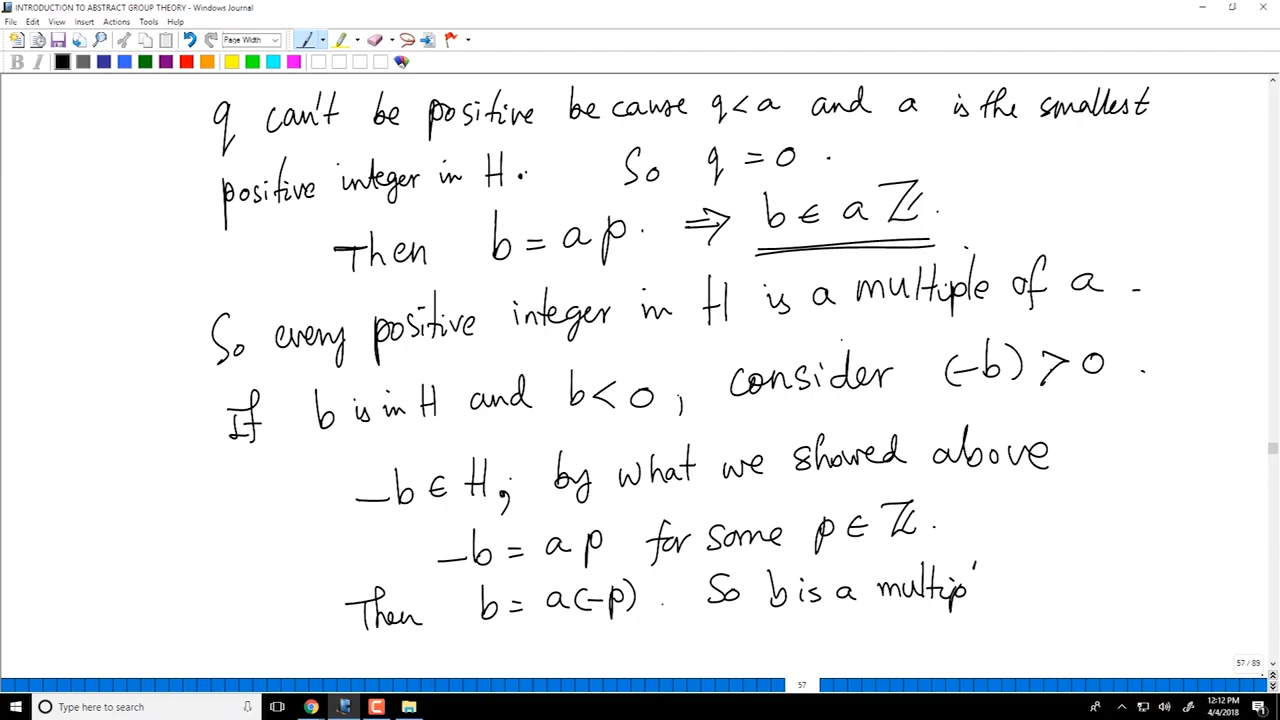 INTRODUCTION TO ABSTRACT GROUP THEORY - Windows Journal
File Edit View Insert Actions Tools Help
Page Width
B I
q can't be positive because q < a and a is the smallest
positive integer in H. So q = 0.
Then b = ap. ⇒ b ∈ aℤ.
So every positive integer in H is a multiple of a.
If b is in H and b < 0, consider (-b) > 0.
-b ∈ H; by what we showed above
-b = ap for some p ∈ ℤ.
Then b = a(-p). So b is a multip
57 / 89
57
Type here to search
12:12 PM
4/4/2018